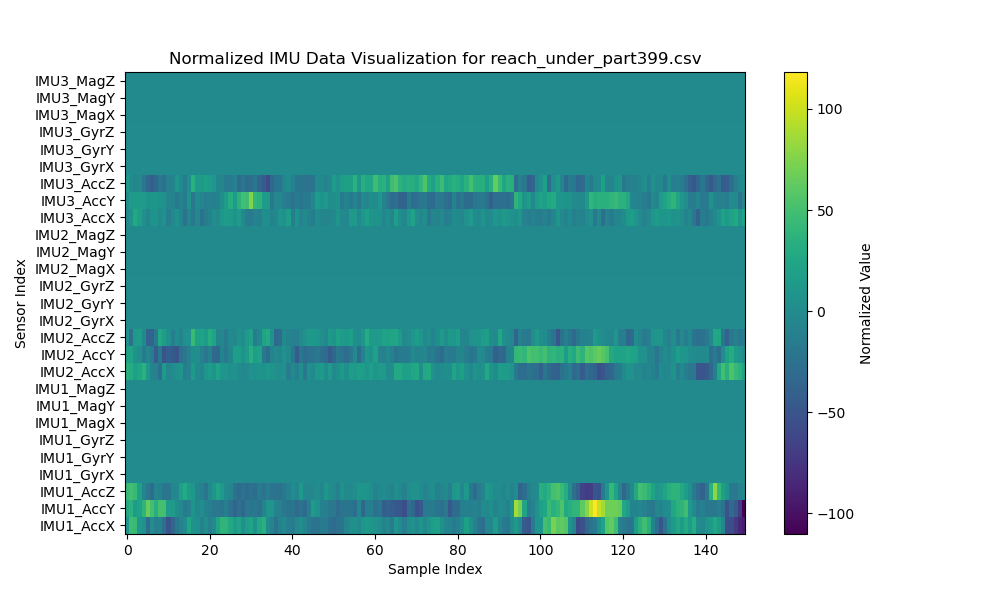 Normalized IMU Data Visualization for reach_under_part399.csv
IMU3_MagZ
IMU3_MagY
IMU3_MagX
IMU3_GyrZ
IMU3_GyrY
IMU3_GyrX
IMU3_AccZ
IMU3_AccY
IMU3_AccX
IMU2_MagZ
IMU2_MagY
IMU2_MagX
IMU2_GyrZ
IMU2_GyrY
IMU2_GyrX
IMU2_AccZ
IMU2_AccY
IMU2_AccX
IMU1_MagZ
IMU1_MagY
IMU1_MagX
IMU1_GyrZ
IMU1_GyrY
IMU1_GyrX
IMU1_AccZ
IMU1_AccY
IMU1_AccX
Sensor Index
0 20 40 60 80 100 120 140
Sample Index
100
50
0
−50
−100
Normalized Value